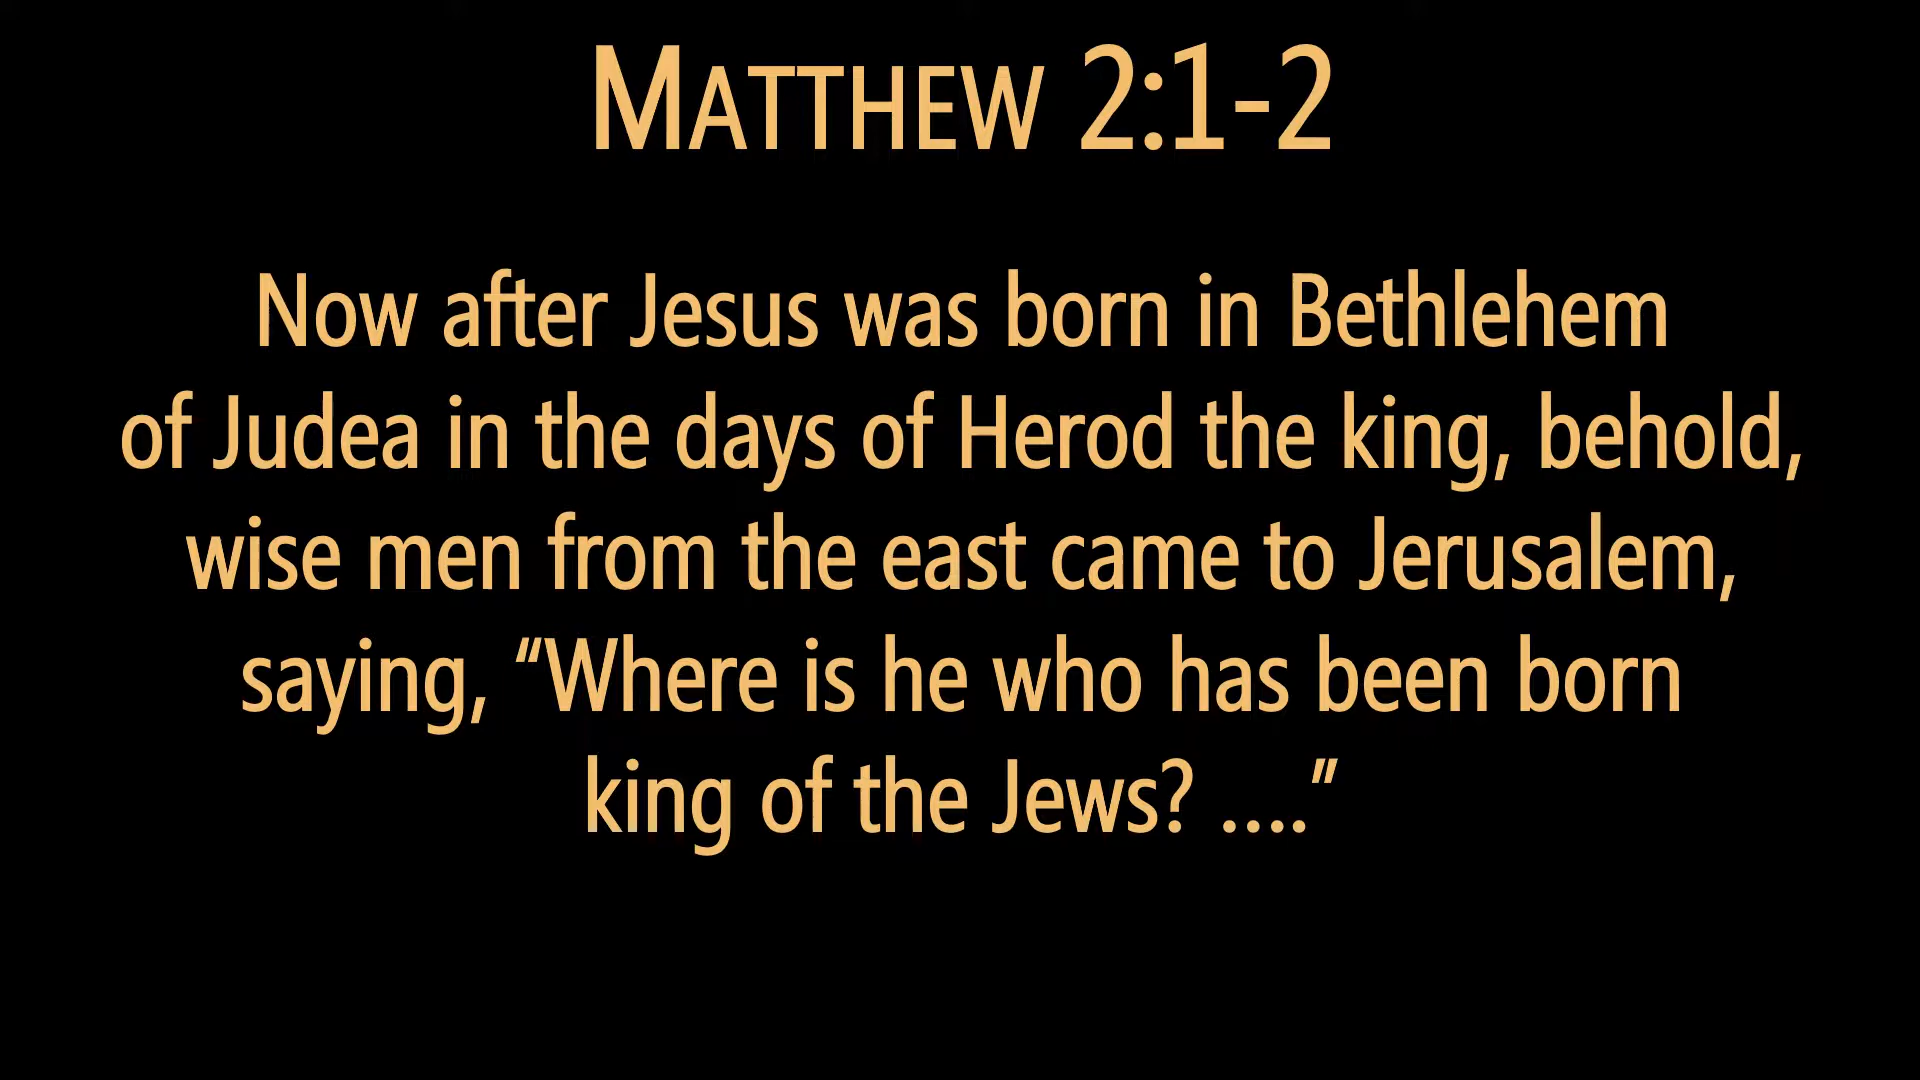 MATTHEW 2:1-2
Now after Jesus was born in Bethlehem
of Judea in the days of Herod the king, behold,
wise men from the east came to Jerusalem,
saying, “Where is he who has been born
king of the Jews? ....”